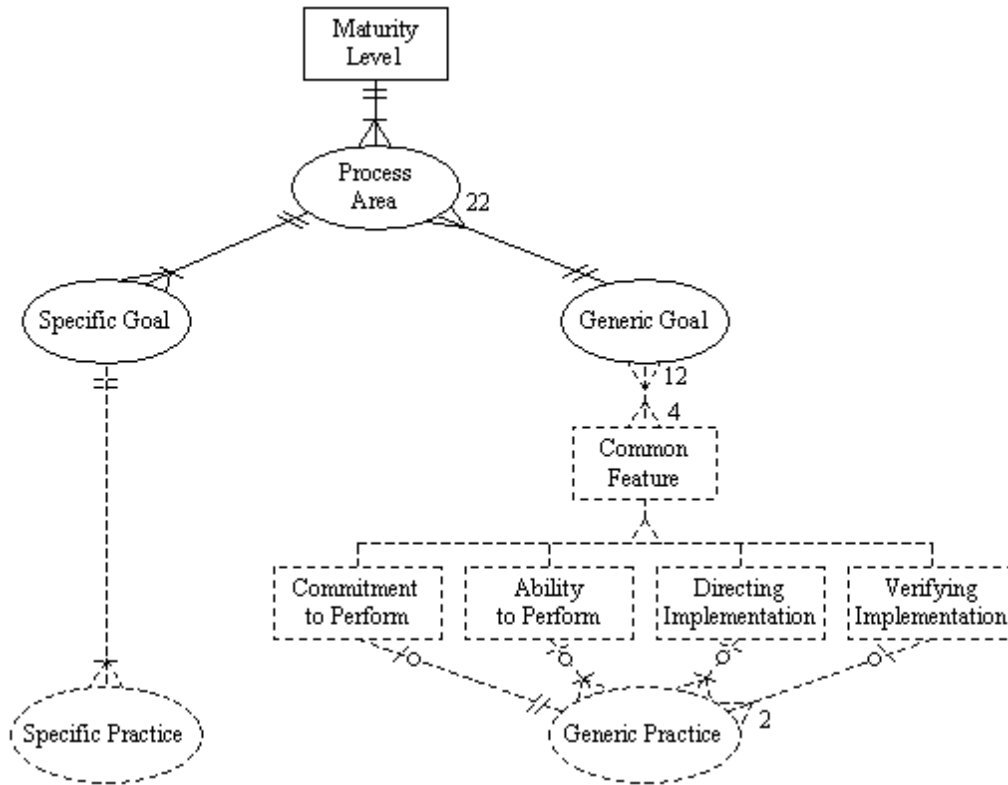 Maturity
Level
Process
Area
22
Specific Goal
Generic Goal
12
4
Common
Feature
Commitment
to Perform
Ability
to Perform
Directing
Implementation
Verifying
Implementation
Specific Practice
Generic Practice
2